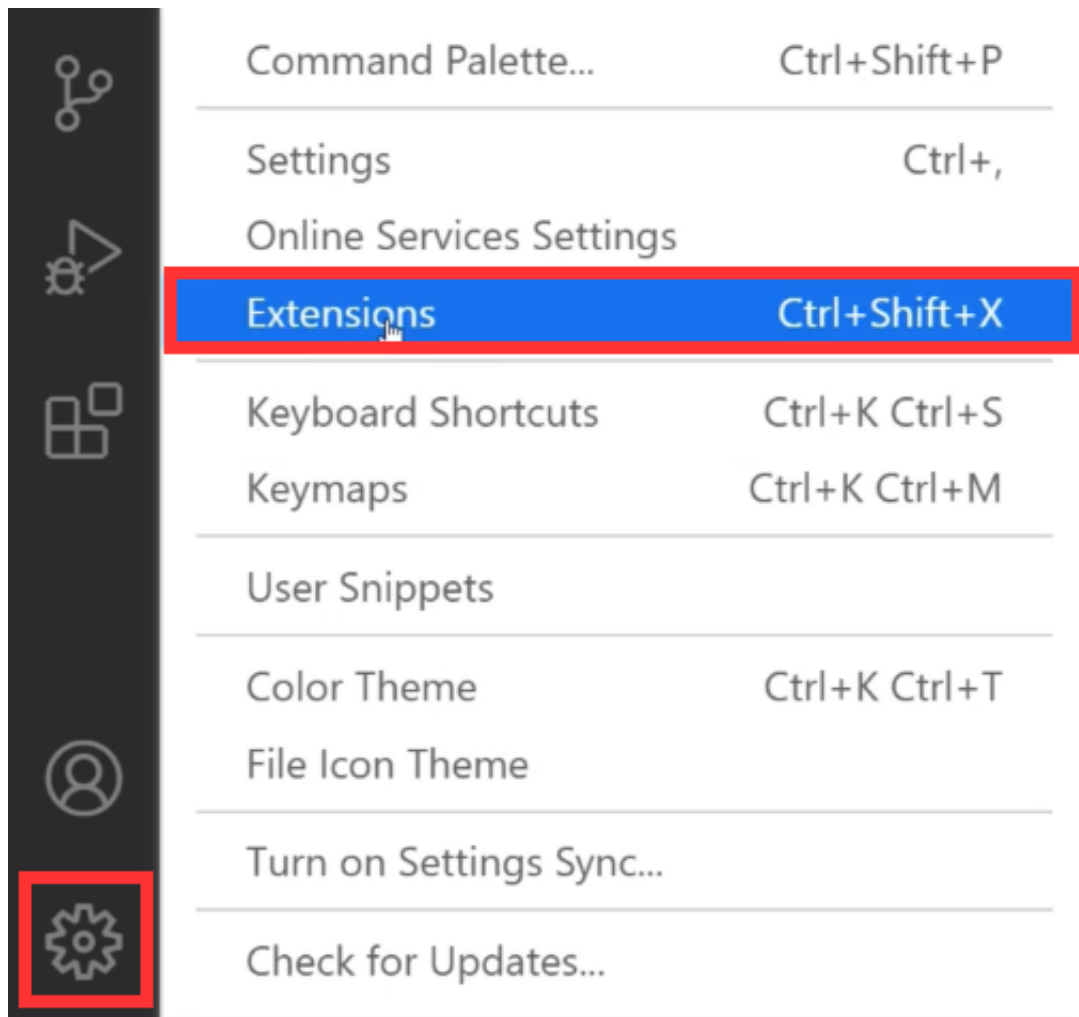 Command Palette... Ctrl+Shift+P
Settings Ctrl+,
Online Services Settings
Extensions Ctrl+Shift+X
Keyboard Shortcuts Ctrl+K Ctrl+S
Keymaps Ctrl+K Ctrl+M
User Snippets
Color Theme Ctrl+K Ctrl+T
File Icon Theme
Turn on Settings Sync...
Check for Updates...